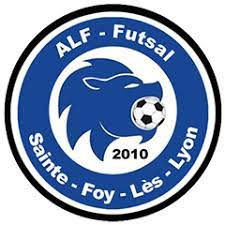 ALF - Futsal
2010
Sainte - Foy - Lès - Lyon